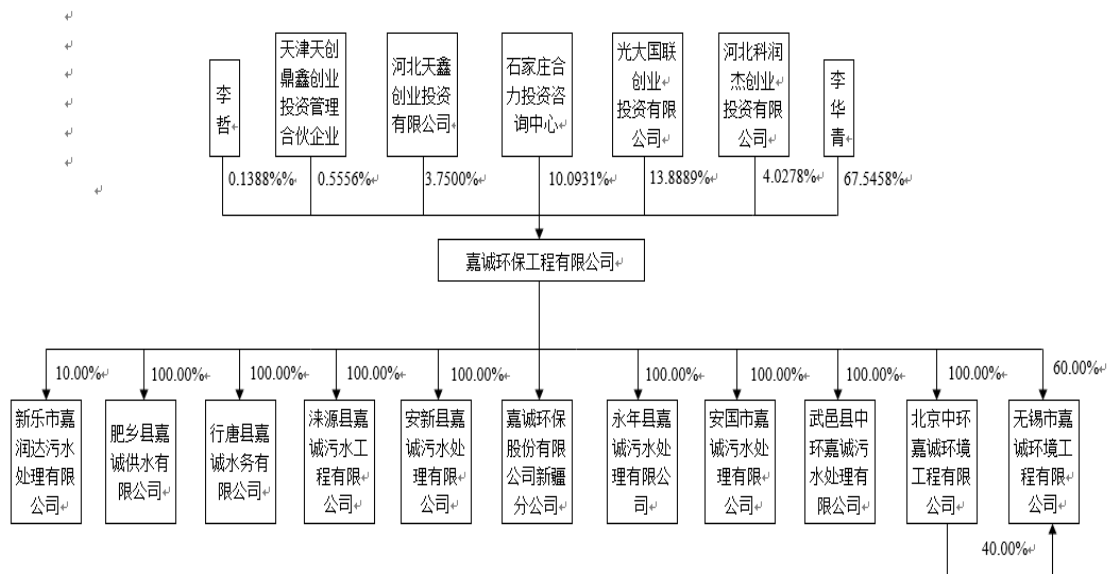 李
哲
天津天创
鼎鑫创业
投资管理
合伙企业
河北天鑫
创业投资
有限公司
石家庄合
力投资咨
询中心
光大国联
创业
投资有限
公司
河北科润
杰创业
投资有限
公司
李
华
青
0.1388%%
0.5556%
3.7500%
10.0931%
13.8889%
4.0278%
67.5458%
嘉诚环保工程有限公司
10.00%
100.00%
100.00%
100.00%
100.00%
100.00%
100.00%
100.00%
100.00%
60.00%
新乐市嘉
润达污水
处理有限
公司
肥乡县嘉
诚供水有
限公司
行唐县嘉
诚水务有
限公司
涞源县嘉
诚污水工
程有限
公司
安新县嘉
诚污水处
理有限
公司
嘉诚环保
股份有限
公司新疆
分公司
永年县嘉
诚污水处
理有限公
司
安国市嘉
诚污水处
理有限
公司
武邑县中
环嘉诚污
水处理有
限公司
北京中环
嘉诚环境
工程有限
公司
无锡市嘉
诚环境工
程有限
公司
40.00%